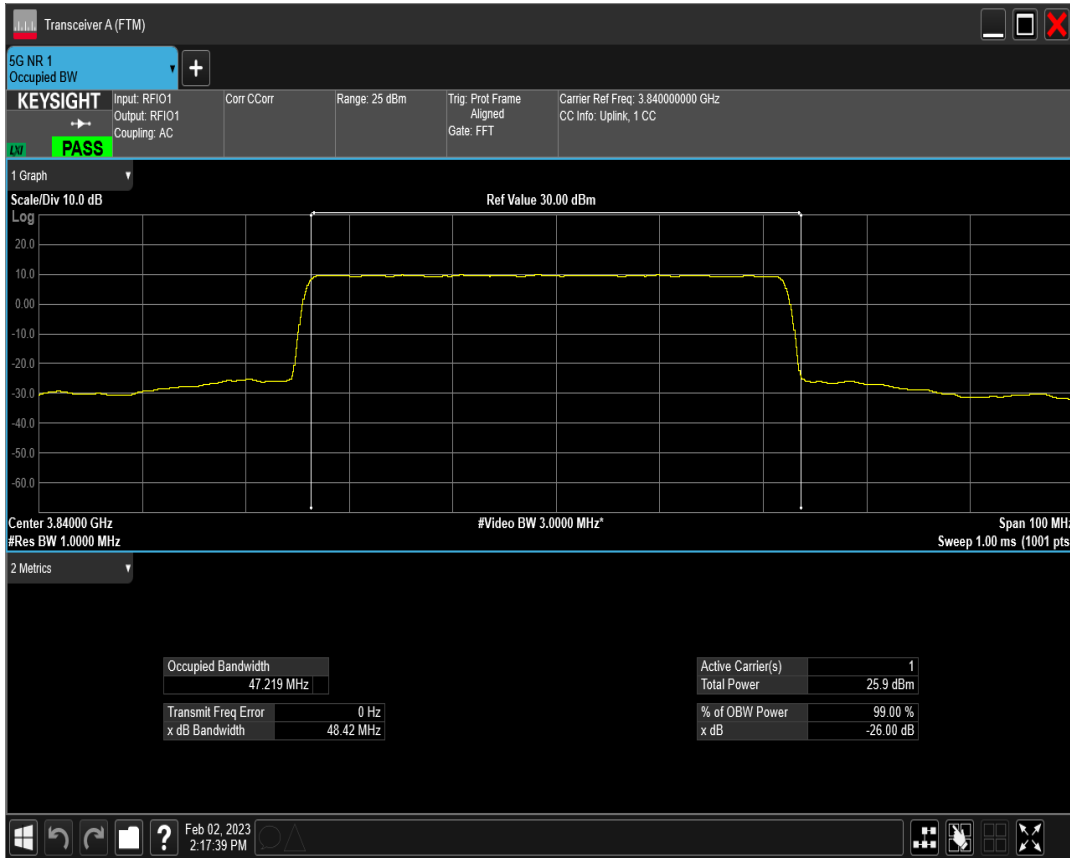 Transceiver A (FTM)
5G NR 1
Occupied BW
+
KEYSIGHT
LXI
PASS
Input: RFIO1
Output: RFIO1
Coupling: AC
Corr CCorr
Range: 25 dBm
Trig: Prot Frame
Aligned
Gate: FFT
Carrier Ref Freq: 3.840000000 GHz
CC Info: Uplink, 1 CC
1 Graph
Scale/Div 10.0 dB
Ref Value 30.00 dBm
Log
20.0
10.0
0.00
-10.0
-20.0
-30.0
-40.0
-50.0
-60.0
Center 3.84000 GHz
#Video BW 3.0000 MHz*
Span 100 MHz
#Res BW 1.0000 MHz
Sweep 1.00 ms (1001 pts
2 Metrics
Occupied Bandwidth
47.219 MHz
Transmit Freq Error 0 Hz
x dB Bandwidth 48.42 MHz
Active Carrier(s) 1
Total Power 25.9 dBm
% of OBW Power 99.00 %
x dB -26.00 dB
?
Feb 02, 2023
2:17:39 PM